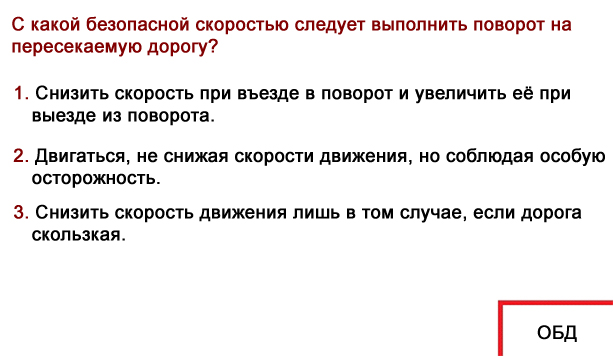 С какой безопасной скоростью следует выполнить поворот на
пересекаемую дорогу?
1. Снизить скорость при въезде в поворот и увеличить её при
выезде из поворота.
2. Двигаться, не снижая скорости движения, но соблюдая особую
осторожность.
3. Снизить скорость движения лишь в том случае, если дорога
скользкая.
ОБД